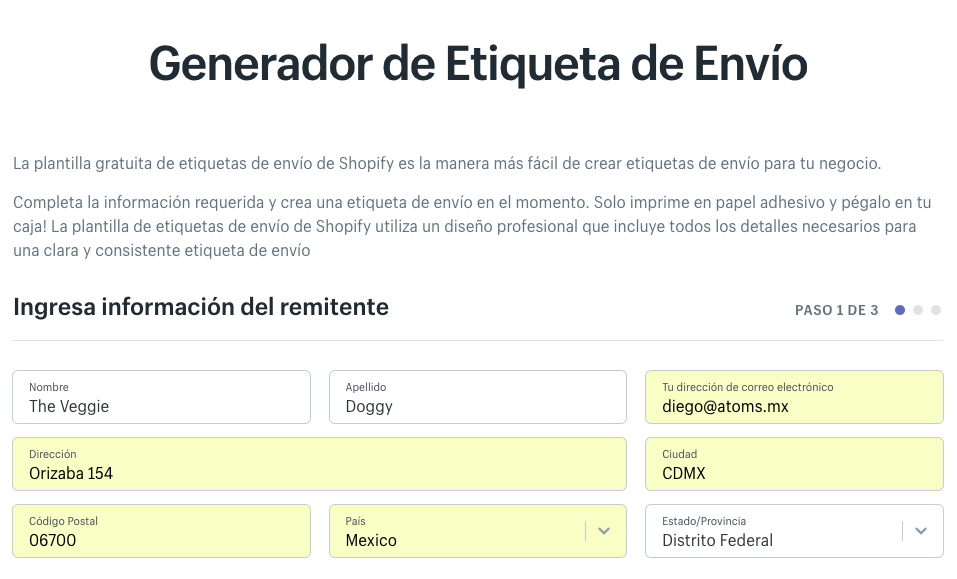 Generador de Etiqueta de Envío
La plantilla gratuita de etiquetas de envío de Shopify es la manera más fácil de crear etiquetas de envío para tu negocio.
Completa la información requerida y crea una etiqueta de envío en el momento. Solo imprime en papel adhesivo y pégalo en tu
caja! La plantilla de etiquetas de envío de Shopify utiliza un diseño profesional que incluye todos los detalles necesarios para
una clara y consistente etiqueta de envío
Ingresa información del remitente
PASO 1 DE 3
Nombre
The Veggie
Apellido
Doggy
Tu dirección de correo electrónico
diego@atoms.mx
Dirección
Orizaba 154
Ciudad
CDMX
Código Postal
06700
País
Mexico
Estado/Provincia
Distrito Federal